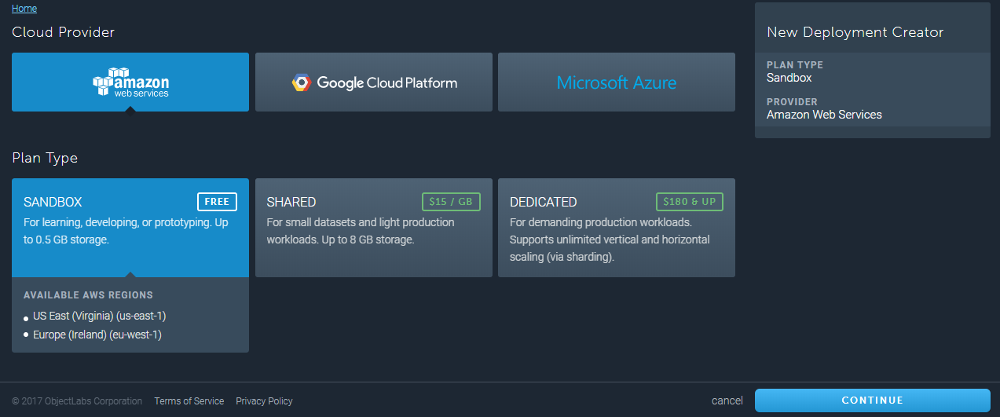 Home
Cloud Provider
amazon
web services
Google Cloud Platform
Microsoft Azure
Plan Type
SANDBOX
FREE
For learning, developing, or prototyping. Up
to 0.5 GB storage.
SHARED
$15 / GB
For small datasets and light production
workloads. Up to 8 GB storage.
DEDICATED
$180 & UP
For demanding production workloads.
Supports unlimited vertical and horizontal
scaling (via sharding).
AVAILABLE AWS REGIONS
US East (Virginia) (us-east-1)
Europe (Ireland) (eu-west-1)
New Deployment Creator
PLAN TYPE
Sandbox
PROVIDER
Amazon Web Services
© 2017 ObjectLabs Corporation Terms of Service Privacy Policy
cancel
CONTINUE